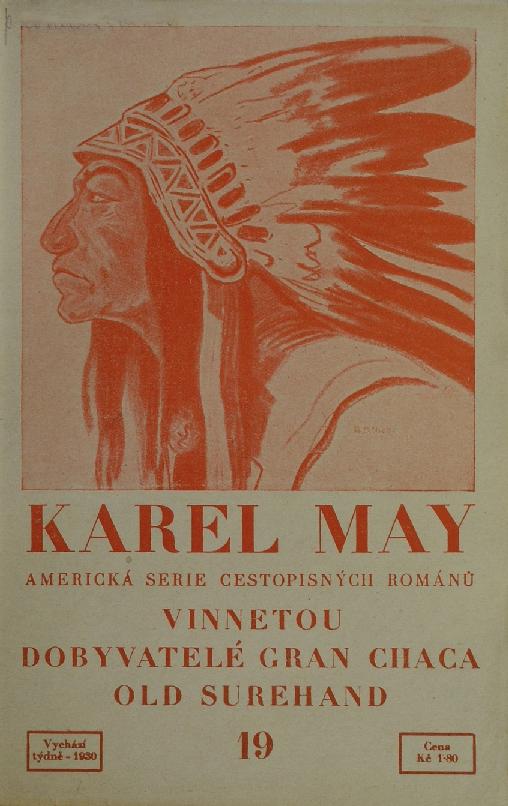 KAREL MAY
AMERICKÁ SERIE CESTOPISNÝCH ROMÁNŮ
VINNETOU
DOBYVATELÉ GRAN CHACA
OLD SUREHAND
19
Vychází
týdně - 1930
Cena
Kč 1·80